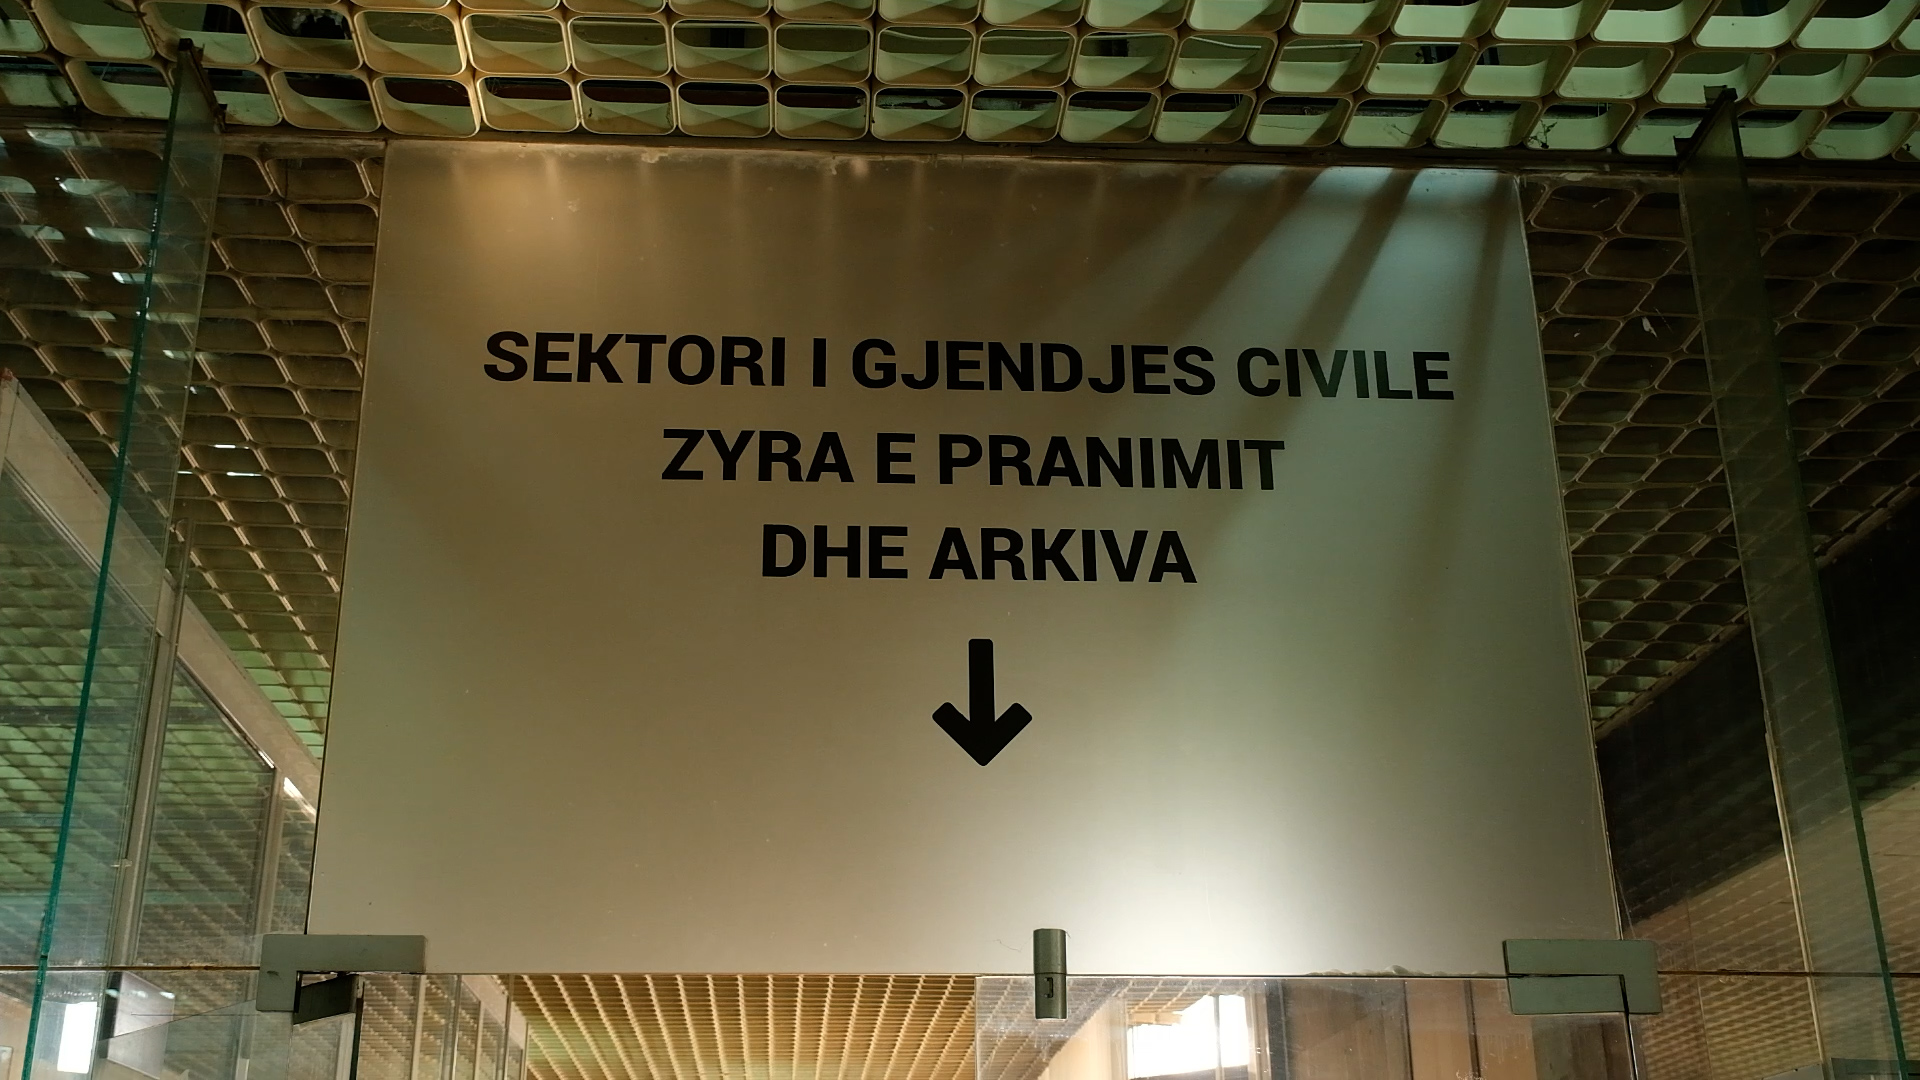 SEKTORI I GJENDJES CIVILE
ZYRA E PRANIMIT
DHE ARKIVA